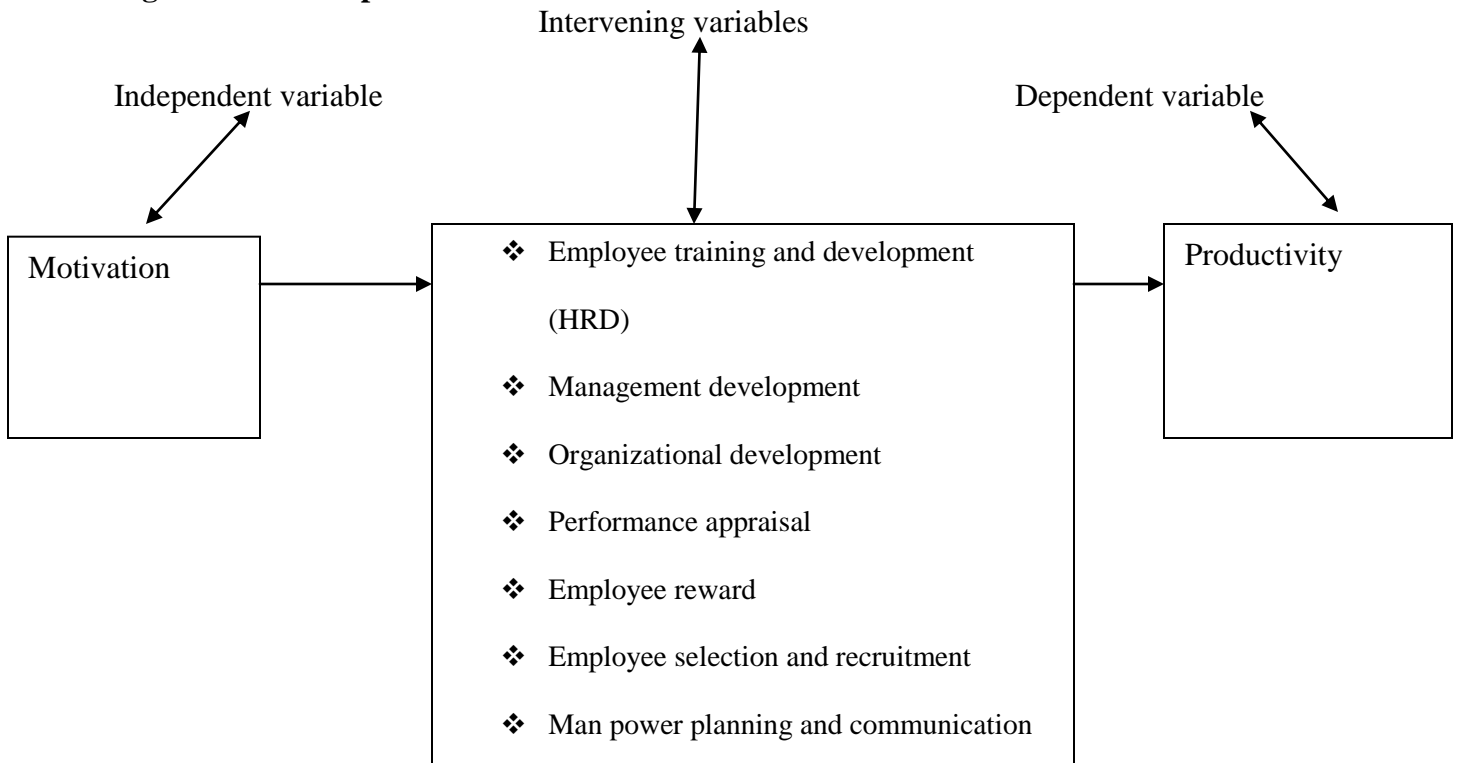 Intervening variables
Independent variable
Dependent variable
Motivation
❖ Employee training and development
(HRD)
❖ Management development
❖ Organizational development
❖ Performance appraisal
❖ Employee reward
❖ Employee selection and recruitment
❖ Man power planning and communication
Productivity